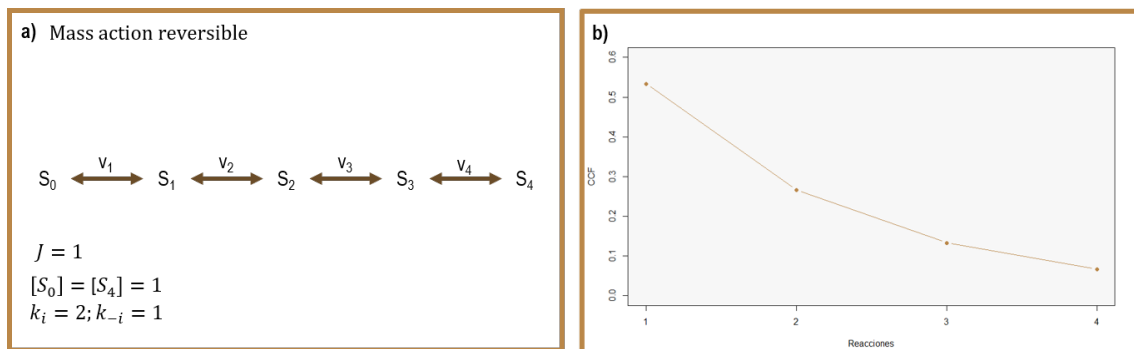 a) Mass action reversible
v₁ v₂ v₃ v₄
S₀ S₁ S₂ S₃ S₄
J = 1
[S₀] = [S₄] = 1
kᵢ = 2; k₋ᵢ = 1
b)
0.6
0.5
0.4
0.3
0.2
0.1
0.0
CCF
1 2 3 4
Reacciones